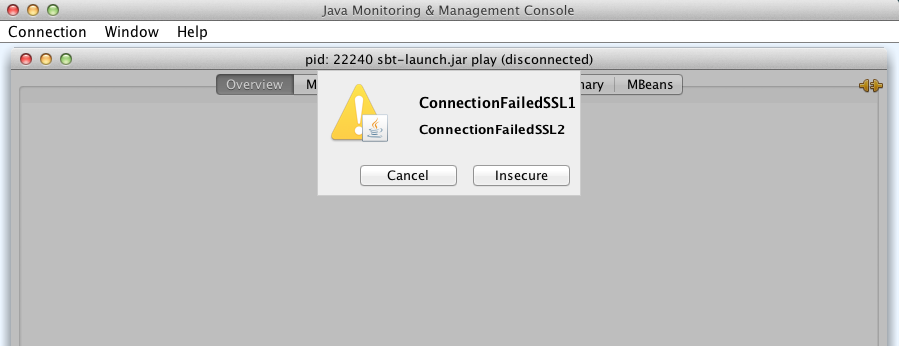 Java Monitoring & Management Console
Connection Window Help
pid: 22240 sbt-launch.jar play (disconnected)
Overview MBeans
ConnectionFailedSSL1
ConnectionFailedSSL2
Cancel Insecure